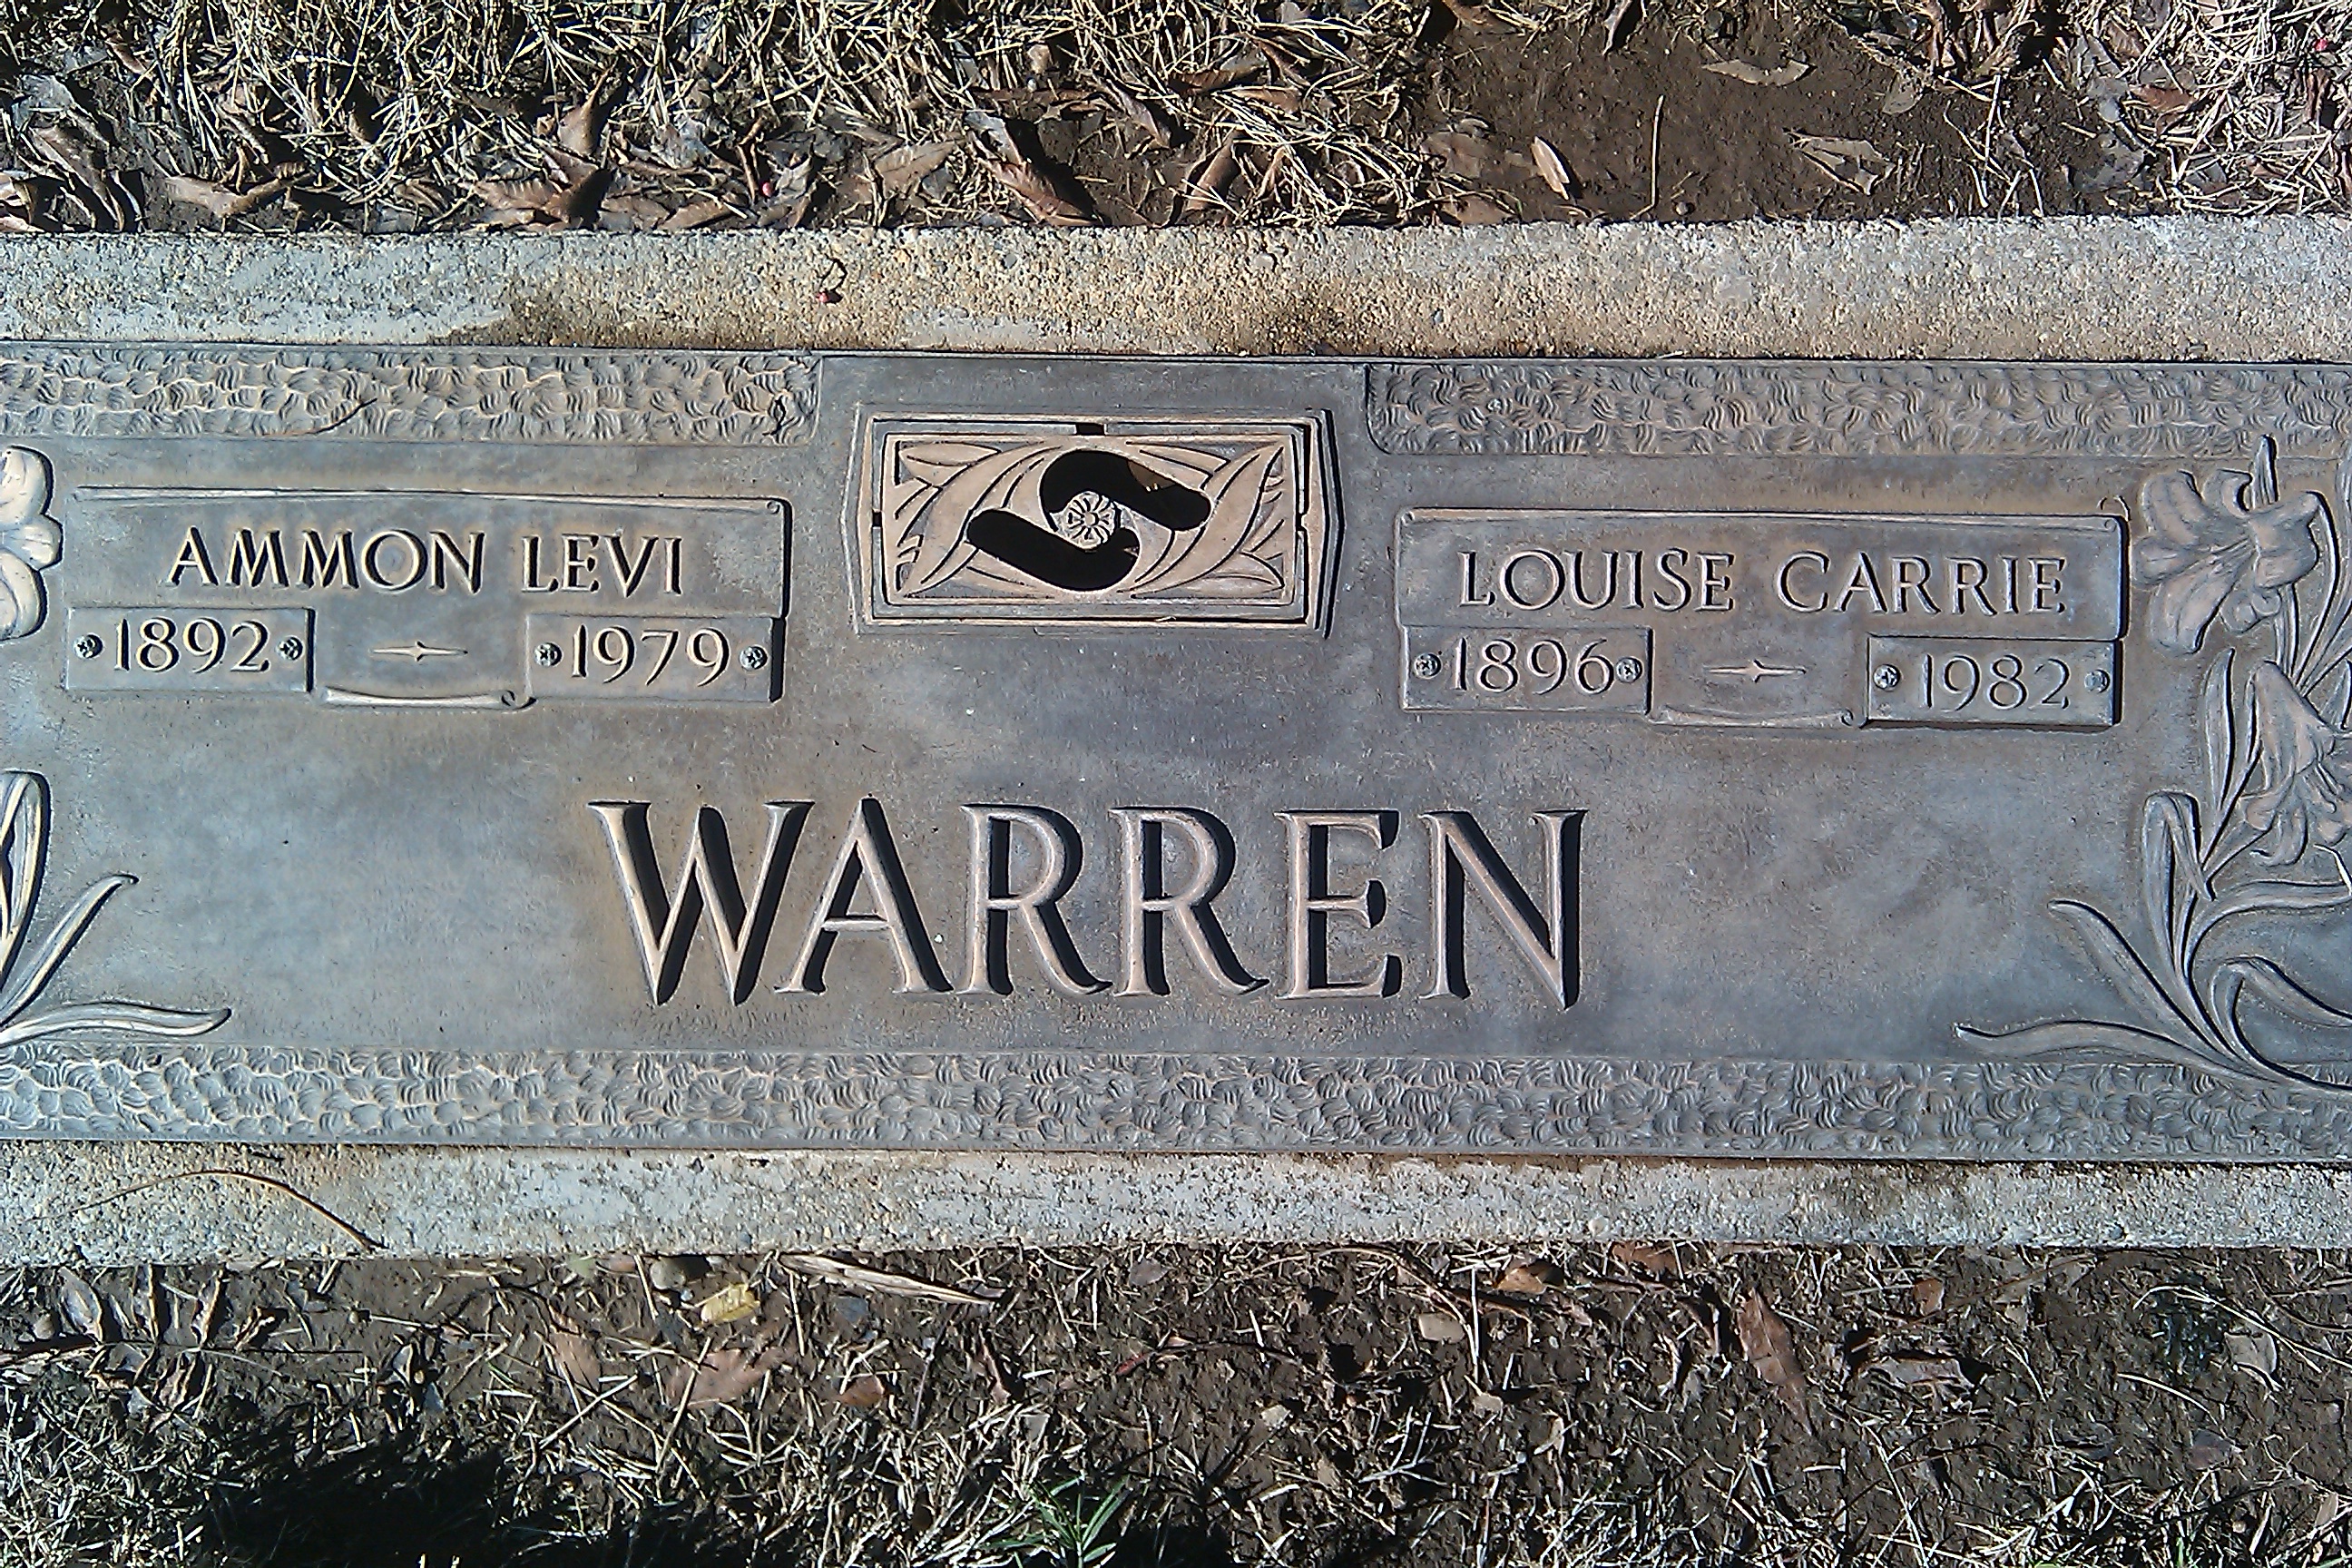 AMMON LEVI
1892 1979
LOUISE CARRIE
1896 1982
WARREN